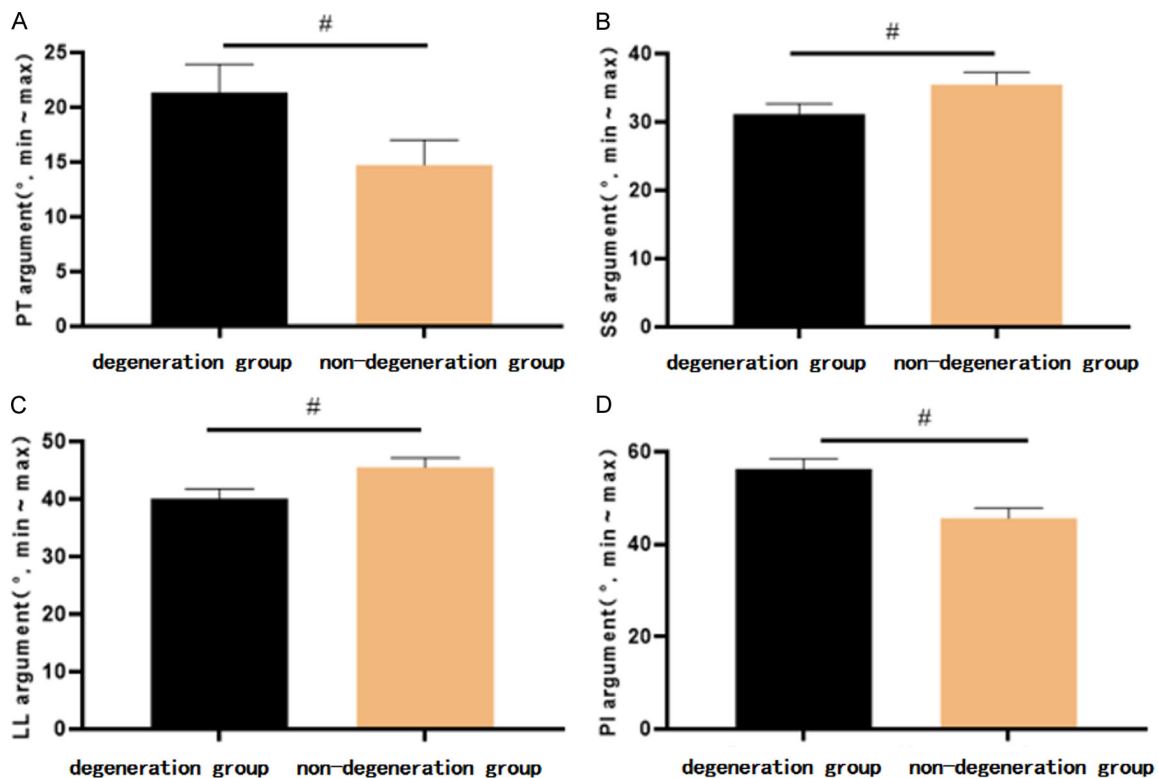 A
#
PT argument(°, min~max)
25
20
15
10
5
0
degeneration group
non-degeneration group
B
#
SS argument(°, min~max)
40
30
20
10
0
degeneration group
non-degeneration group
C
#
LL argument(°, min~max)
50
40
30
20
10
0
degeneration group
non-degeneration group
D
#
PI argument(°, min~max)
60
40
20
0
degeneration group
non-degeneration group